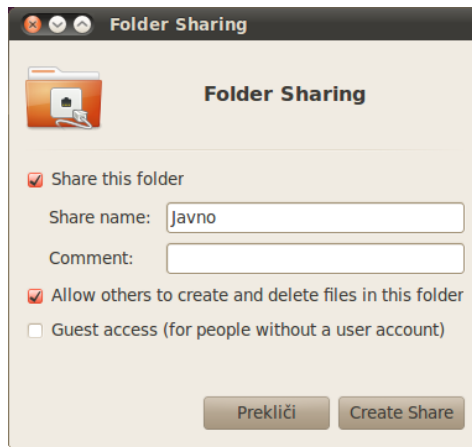 Folder Sharing
Folder Sharing
Share this folder
Share name: Javno
Comment:
Allow others to create and delete files in this folder
Guest access (for people without a user account)
Prekliči Create Share